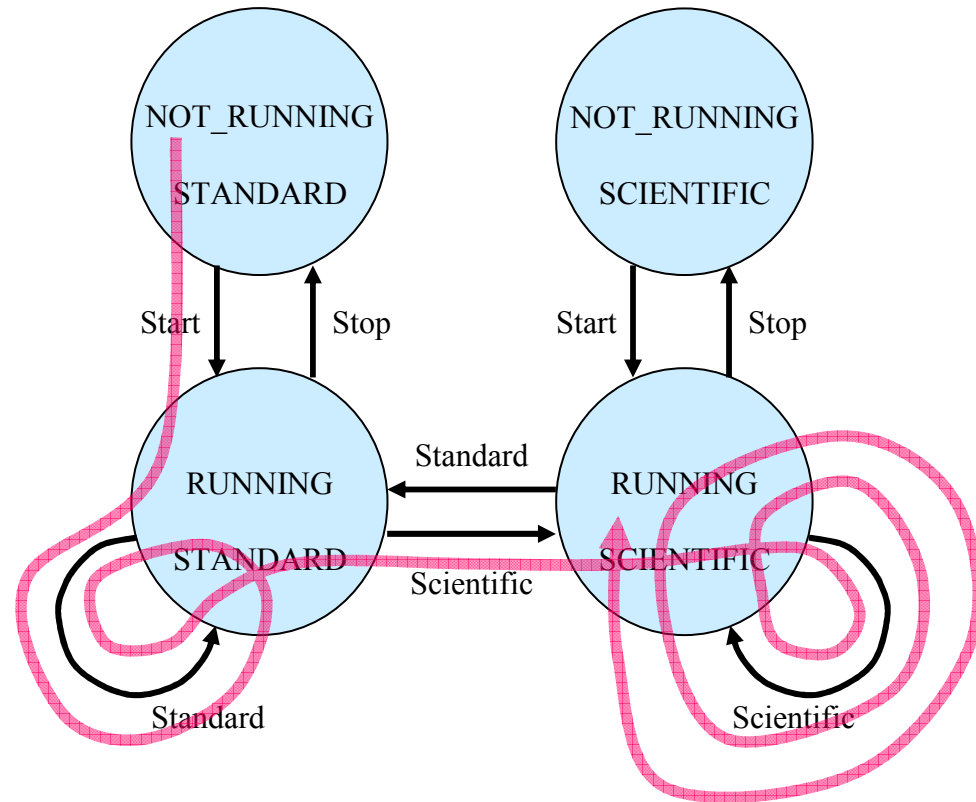 NOT_RUNNING
STANDARD
NOT_RUNNING
SCIENTIFIC
Start
Stop
Start
Stop
Standard
RUNNING
STANDARD
RUNNING
SCIENTIFIC
Scientific
Standard
Scientific